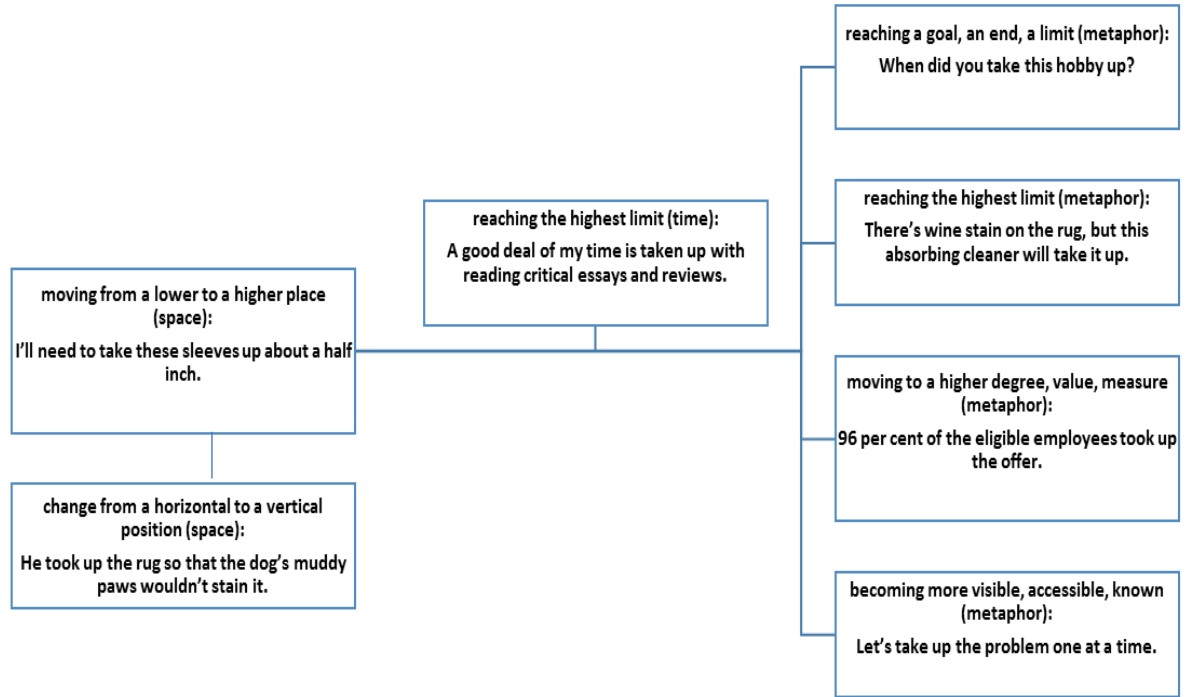 moving from a lower to a higher place
(space):
I'll need to take these sleeves up about a half
inch.
change from a horizontal to a vertical
position (space):
He took up the rug so that the dog's muddy
paws wouldn't stain it.
reaching the highest limit (time):
A good deal of my time is taken up with
reading critical essays and reviews.
reaching a goal, an end, a limit (metaphor):
When did you take this hobby up?
reaching the highest limit (metaphor):
There's wine stain on the rug, but this
absorbing cleaner will take it up.
moving to a higher degree, value, measure
(metaphor):
96 per cent of the eligible employees took up
the offer.
becoming more visible, accessible, known
(metaphor):
Let's take up the problem one at a time.